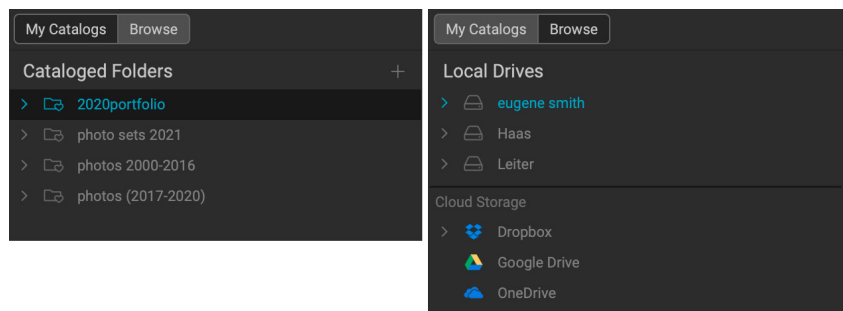 My Catalogs Browse
Cataloged Folders
2020portfolio
photo sets 2021
photos 2000-2016
photos (2017-2020)
My Catalogs Browse
Local Drives
eugene smith
Haas
Leiter
Cloud Storage
Dropbox
Google Drive
OneDrive